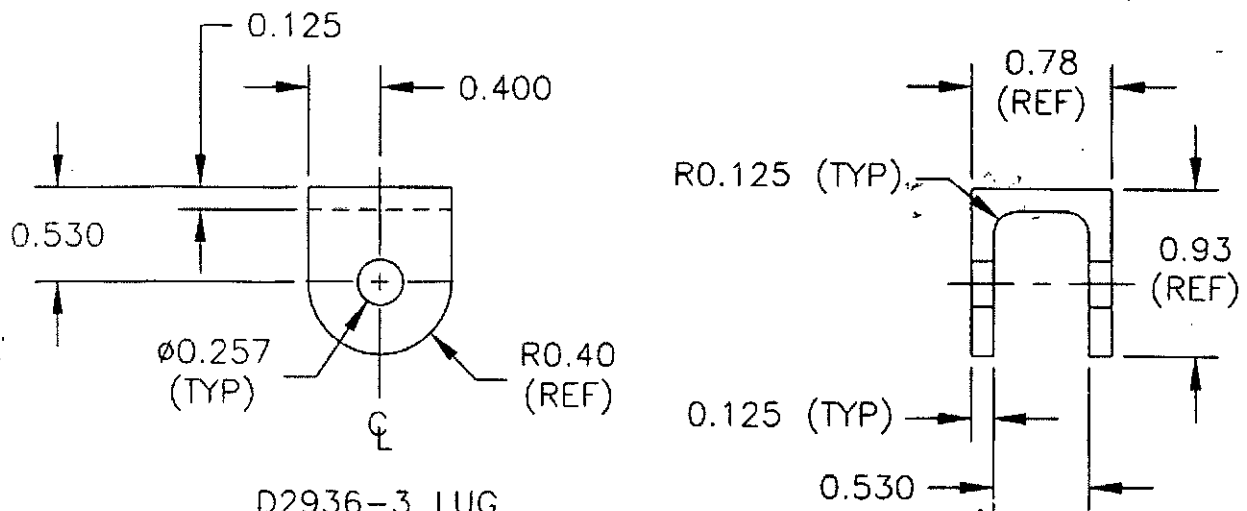 0.125
0.400
0.530
ø0.257
(TYP)
R0.40
(REF)
℄
D2936-3 LUG
0.78
(REF)
R0.125 (TYP)
0.93
(REF)
0.125 (TYP)
0.530